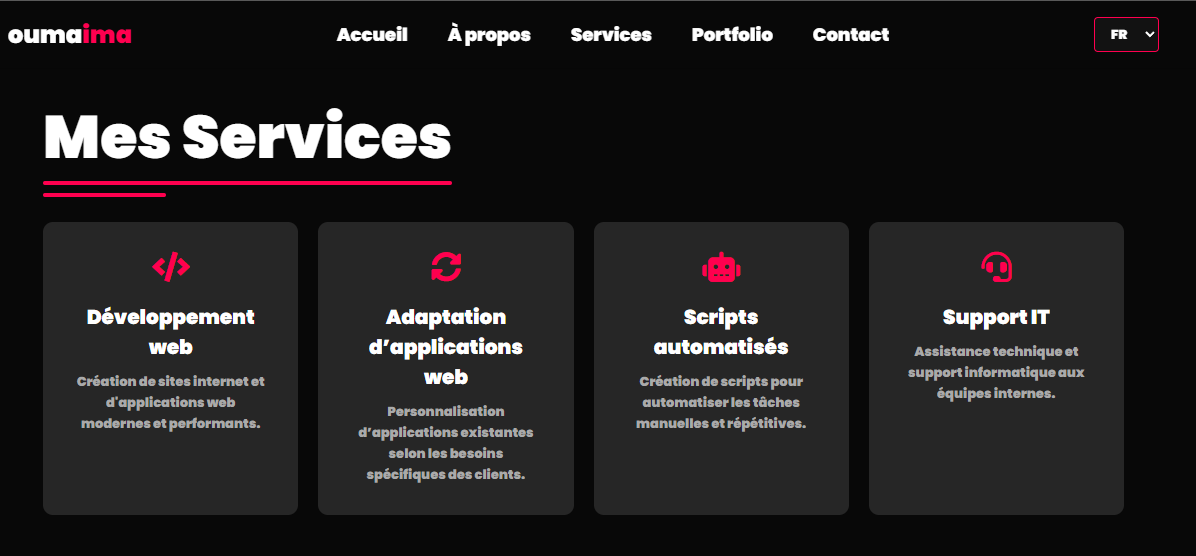 oumaima
Accueil À propos Services Portfolio Contact
FR
Mes Services
Développement
web
Création de sites internet et
d'applications web
modernes et performants.
Adaptation
d’applications
web
Personnalisation
d’applications existantes
selon les besoins
spécifiques des clients.
Scripts
automatisés
Création de scripts pour
automatiser les tâches
manuelles et répétitives.
Support IT
Assistance technique et
support informatique aux
équipes internes.